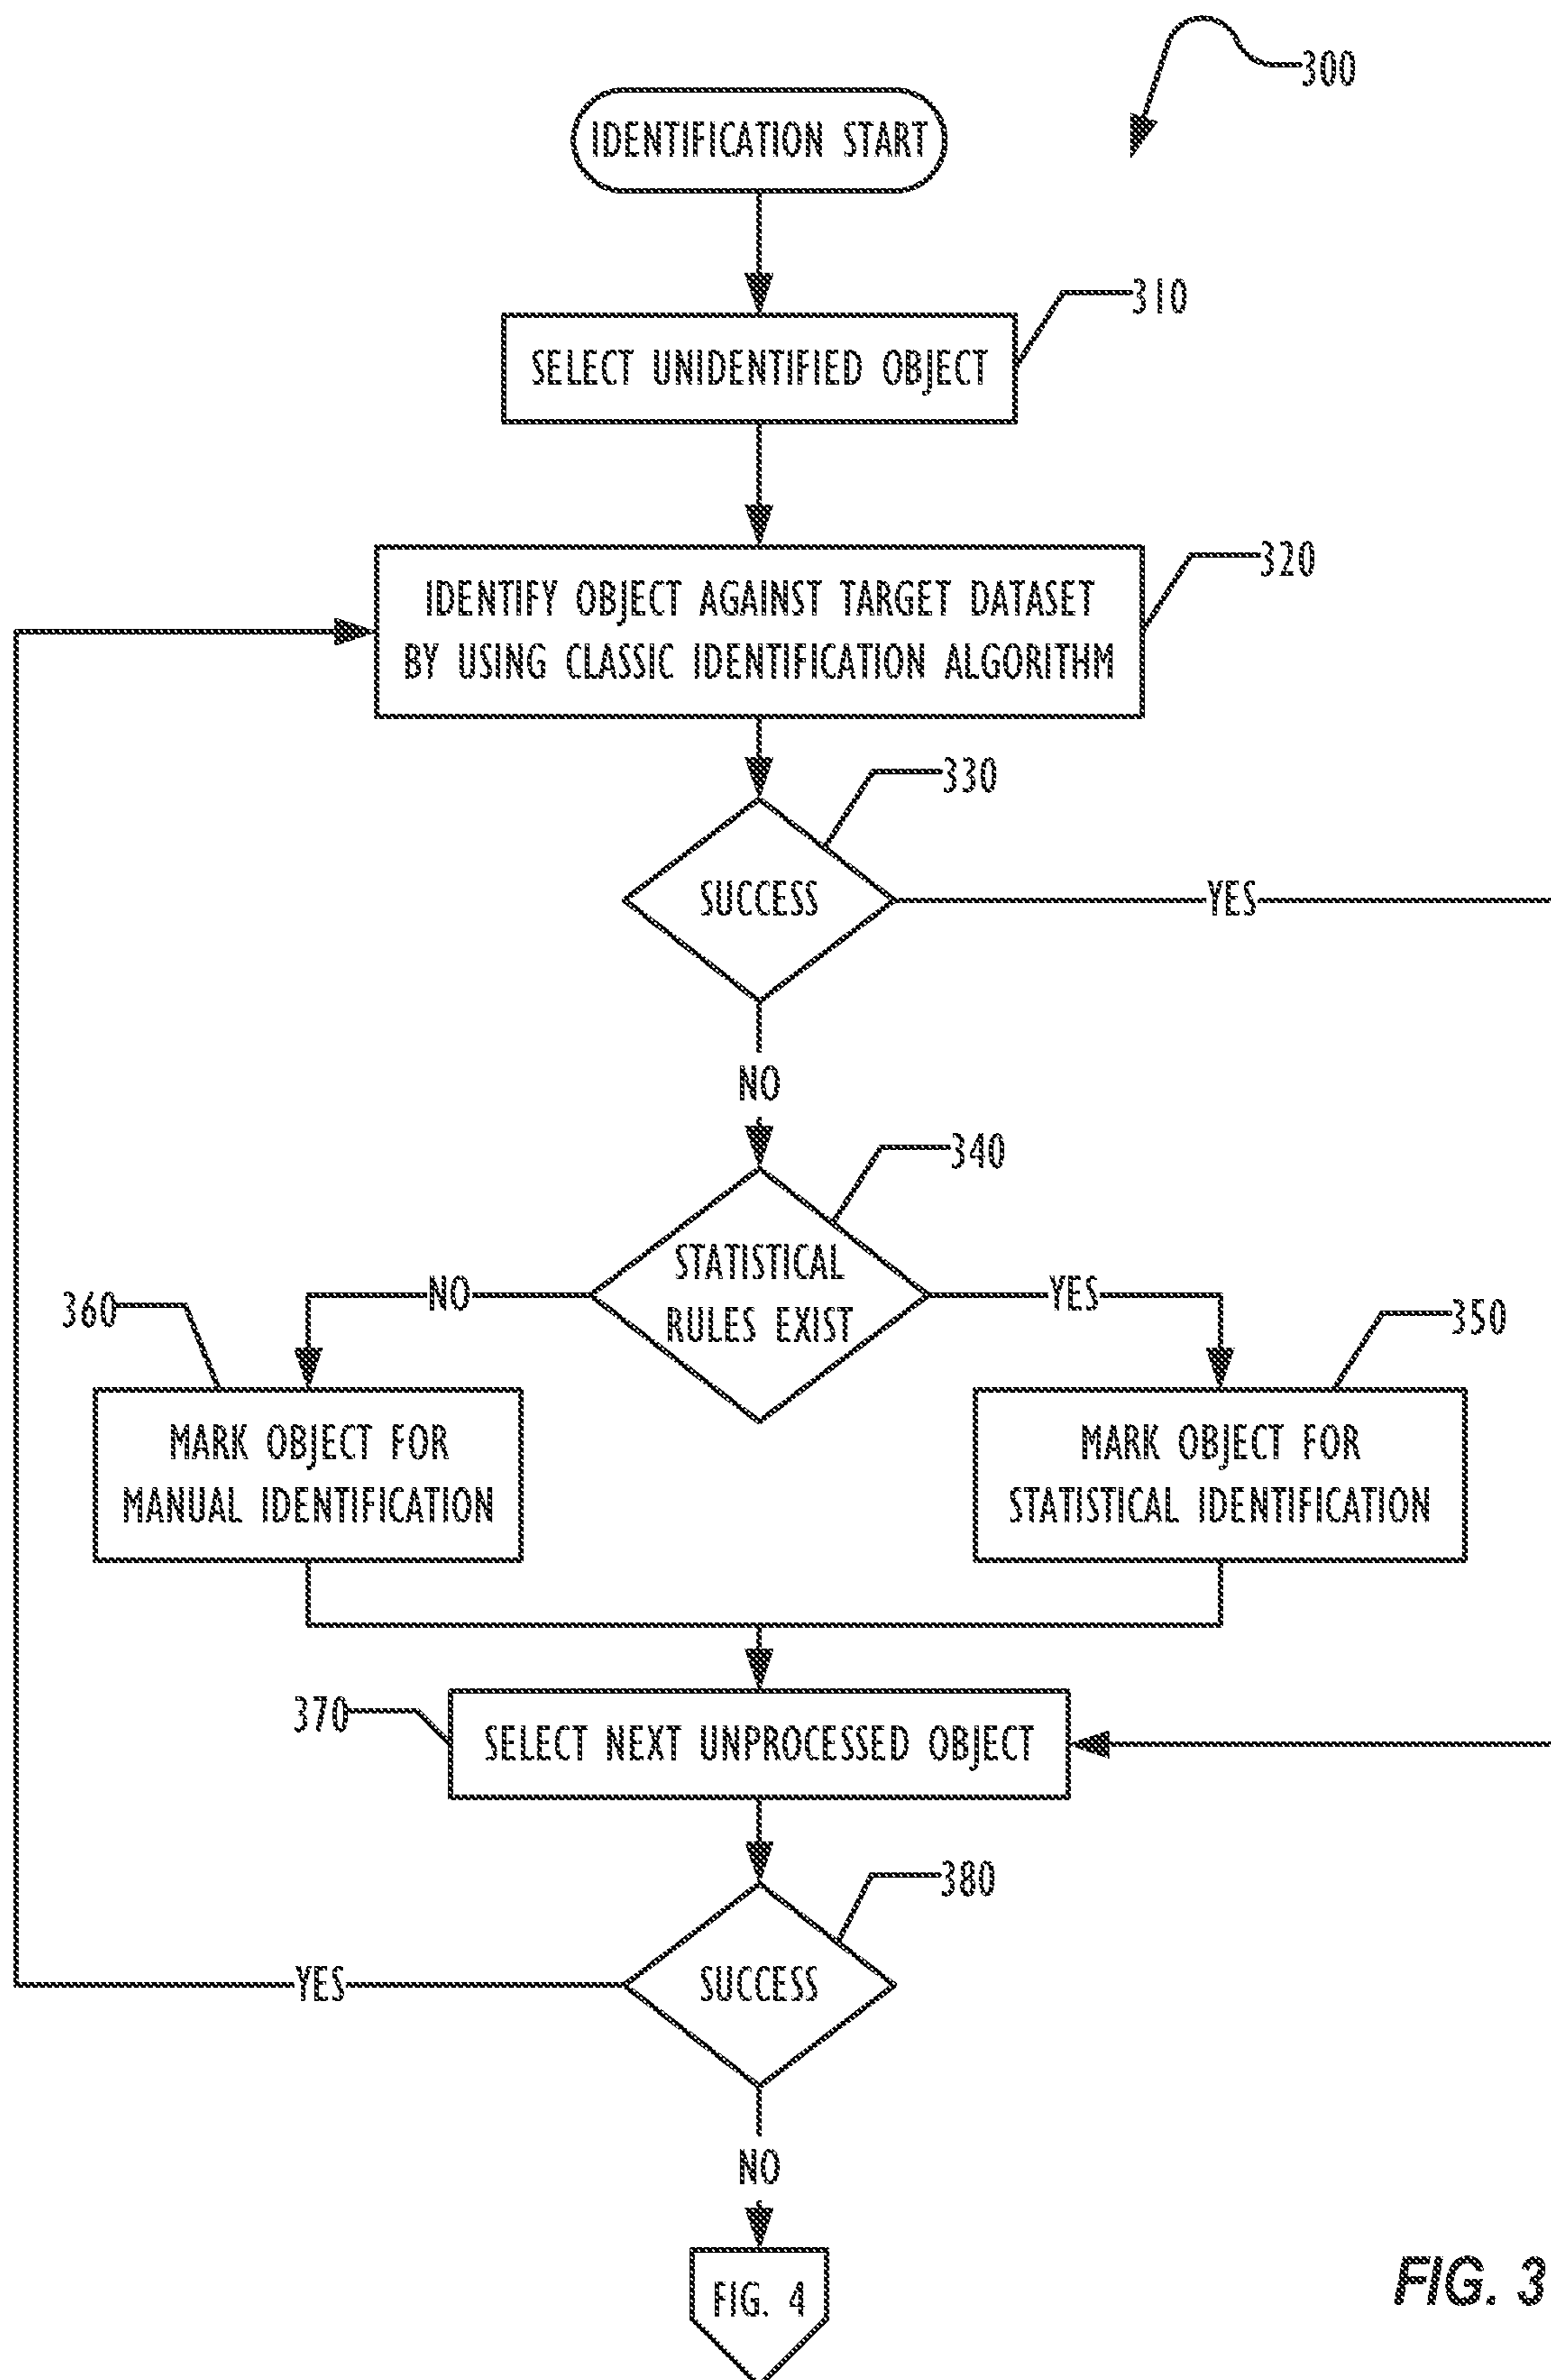 300
IDENTIFICATION START
310
SELECT UNIDENTIFIED OBJECT
320
IDENTIFY OBJECT AGAINST TARGET DATASET
BY USING CLASSIC IDENTIFICATION ALGORITHM
330
SUCCESS
YES
NO
340
STATISTICAL
RULES EXIST
NO
YES
360
350
MARK OBJECT FOR
MANUAL IDENTIFICATION
MARK OBJECT FOR
STATISTICAL IDENTIFICATION
370
SELECT NEXT UNPROCESSED OBJECT
380
SUCCESS
YES
NO
FIG. 4
FIG. 3